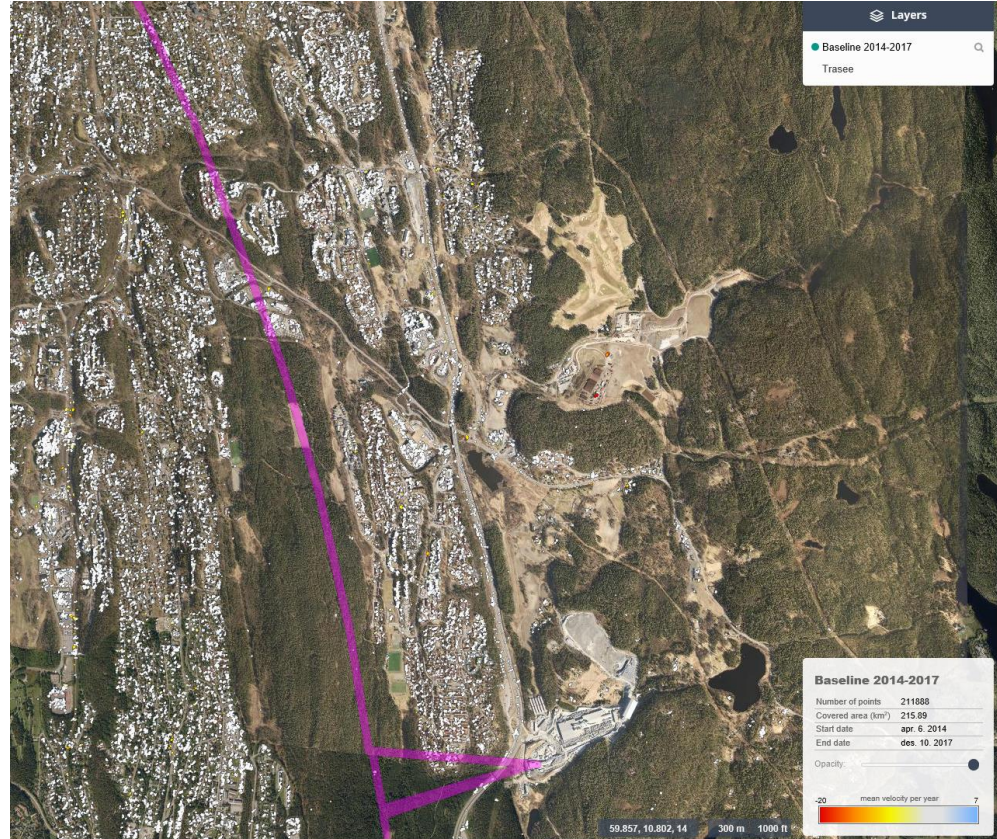 Layers
Baseline 2014-2017
Trasee
Baseline 2014-2017
Number of points 211888
Covered area (km²) 215.89
Start date apr. 6. 2014
End date des. 10. 2017
Opacity:
-20 mean velocity per year 7
59.857, 10.802, 14 300 m 1000 ft